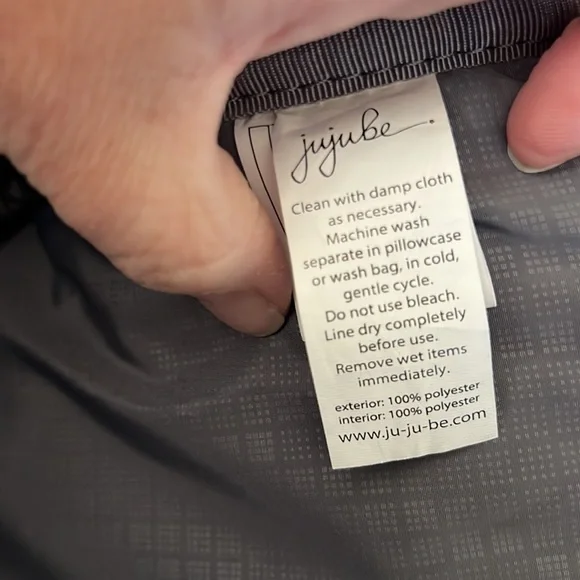 jujube
Clean with damp cloth
as necessary.
Machine wash
separate in pillowcase
or wash bag, in cold,
gentle cycle.
Do not use bleach.
Line dry completely
before use.
Remove wet items
immediately.
exterior: 100% polyester
interior: 100% polyester
www.ju-ju-be.com